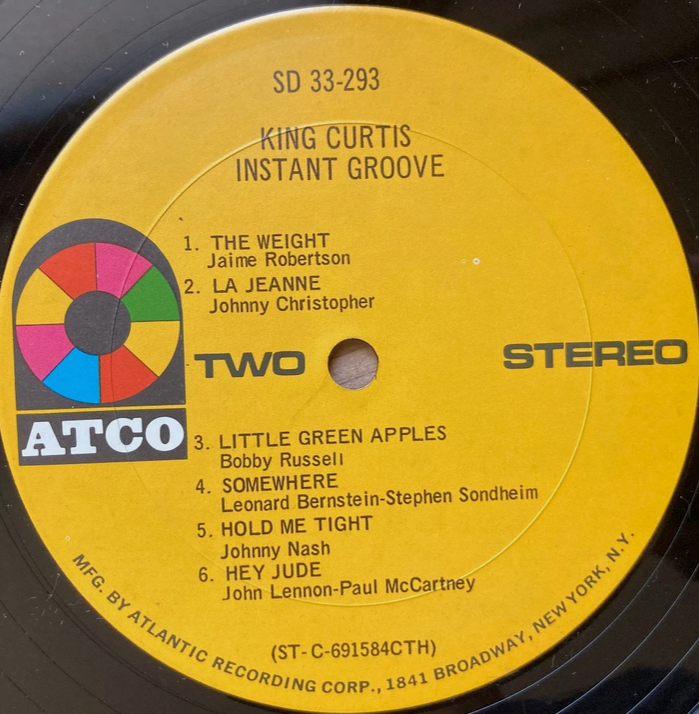 SD 33-293
KING CURTIS
INSTANT GROOVE
1. THE WEIGHT
Jaime Robertson
2. LA JEANNE
Johnny Christopher
TWO
STEREO
ATCO
3. LITTLE GREEN APPLES
Bobby Russell
4. SOMEWHERE
Leonard Bernstein-Stephen Sondheim
5. HOLD ME TIGHT
Johnny Nash
6. HEY JUDE
John Lennon-Paul McCartney
(ST-C-691584CTH)
MFG. BY ATLANTIC RECORDING CORP., 1841 BROADWAY, NEW YORK, N.Y.